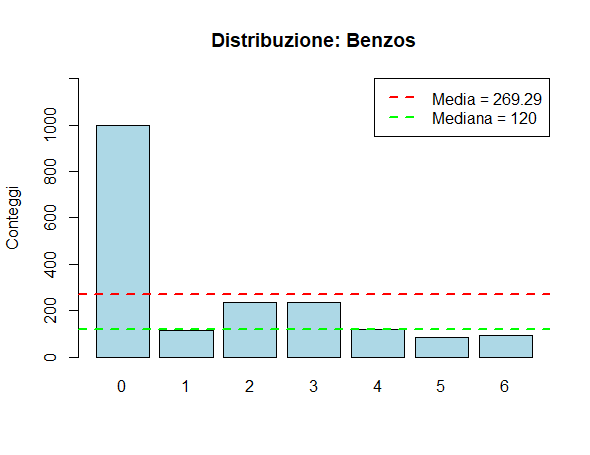 Distribuzione: Benzos
Media = 269.29
Mediana = 120
Conteggi
1000
800
600
400
200
0
0 1 2 3 4 5 6